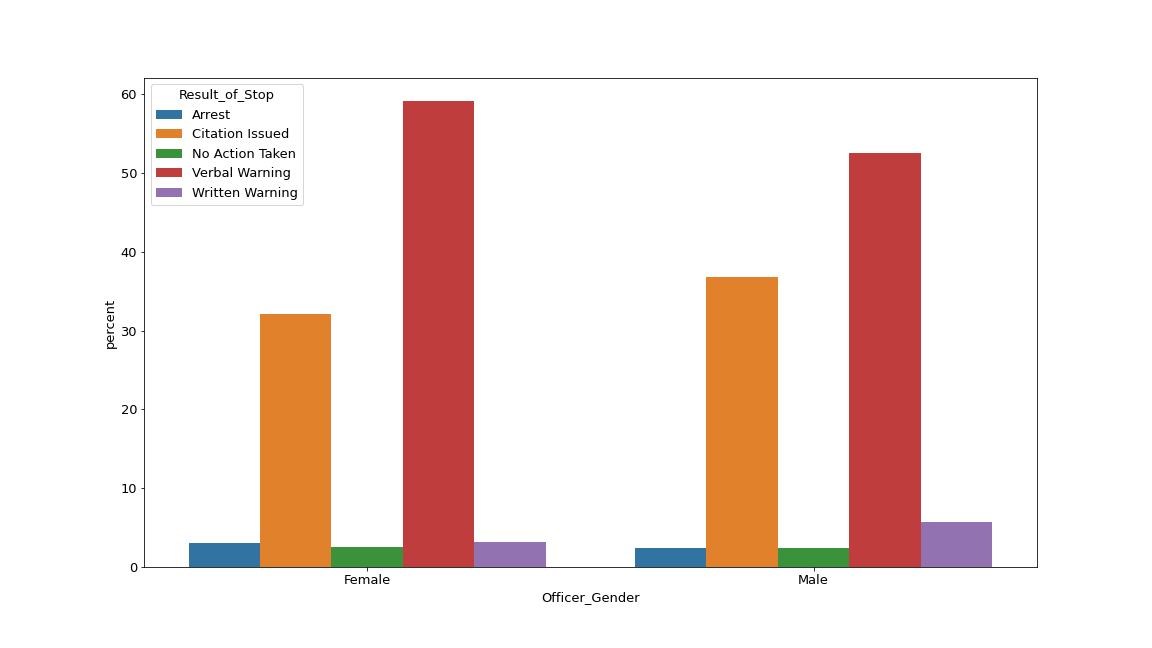 Result_of_Stop
Arrest
Citation Issued
No Action Taken
Verbal Warning
Written Warning
60
50
40
30
20
10
0
percent
Female
Male
Officer_Gender